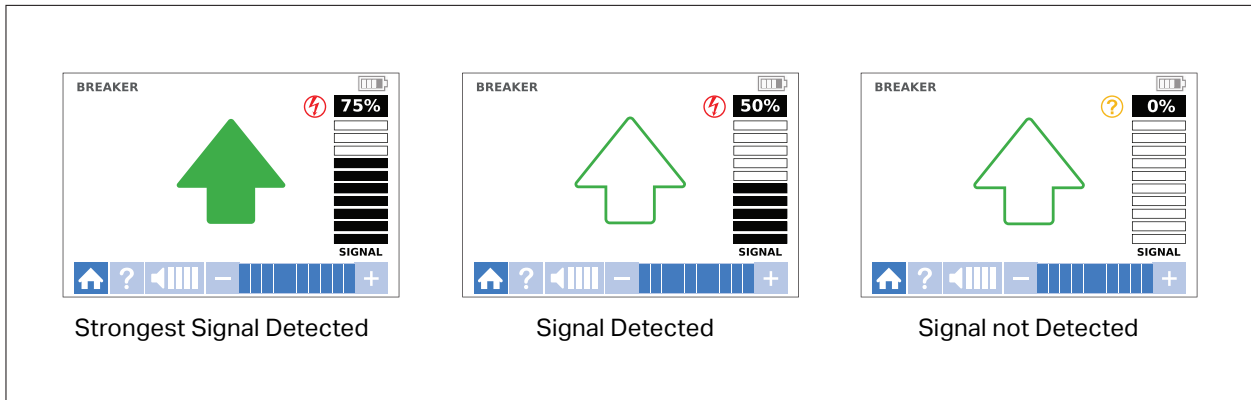 BREAKER
75%
SIGNAL
?
Strongest Signal Detected
BREAKER
50%
SIGNAL
?
Signal Detected
BREAKER
?
0%
SIGNAL
?
Signal not Detected